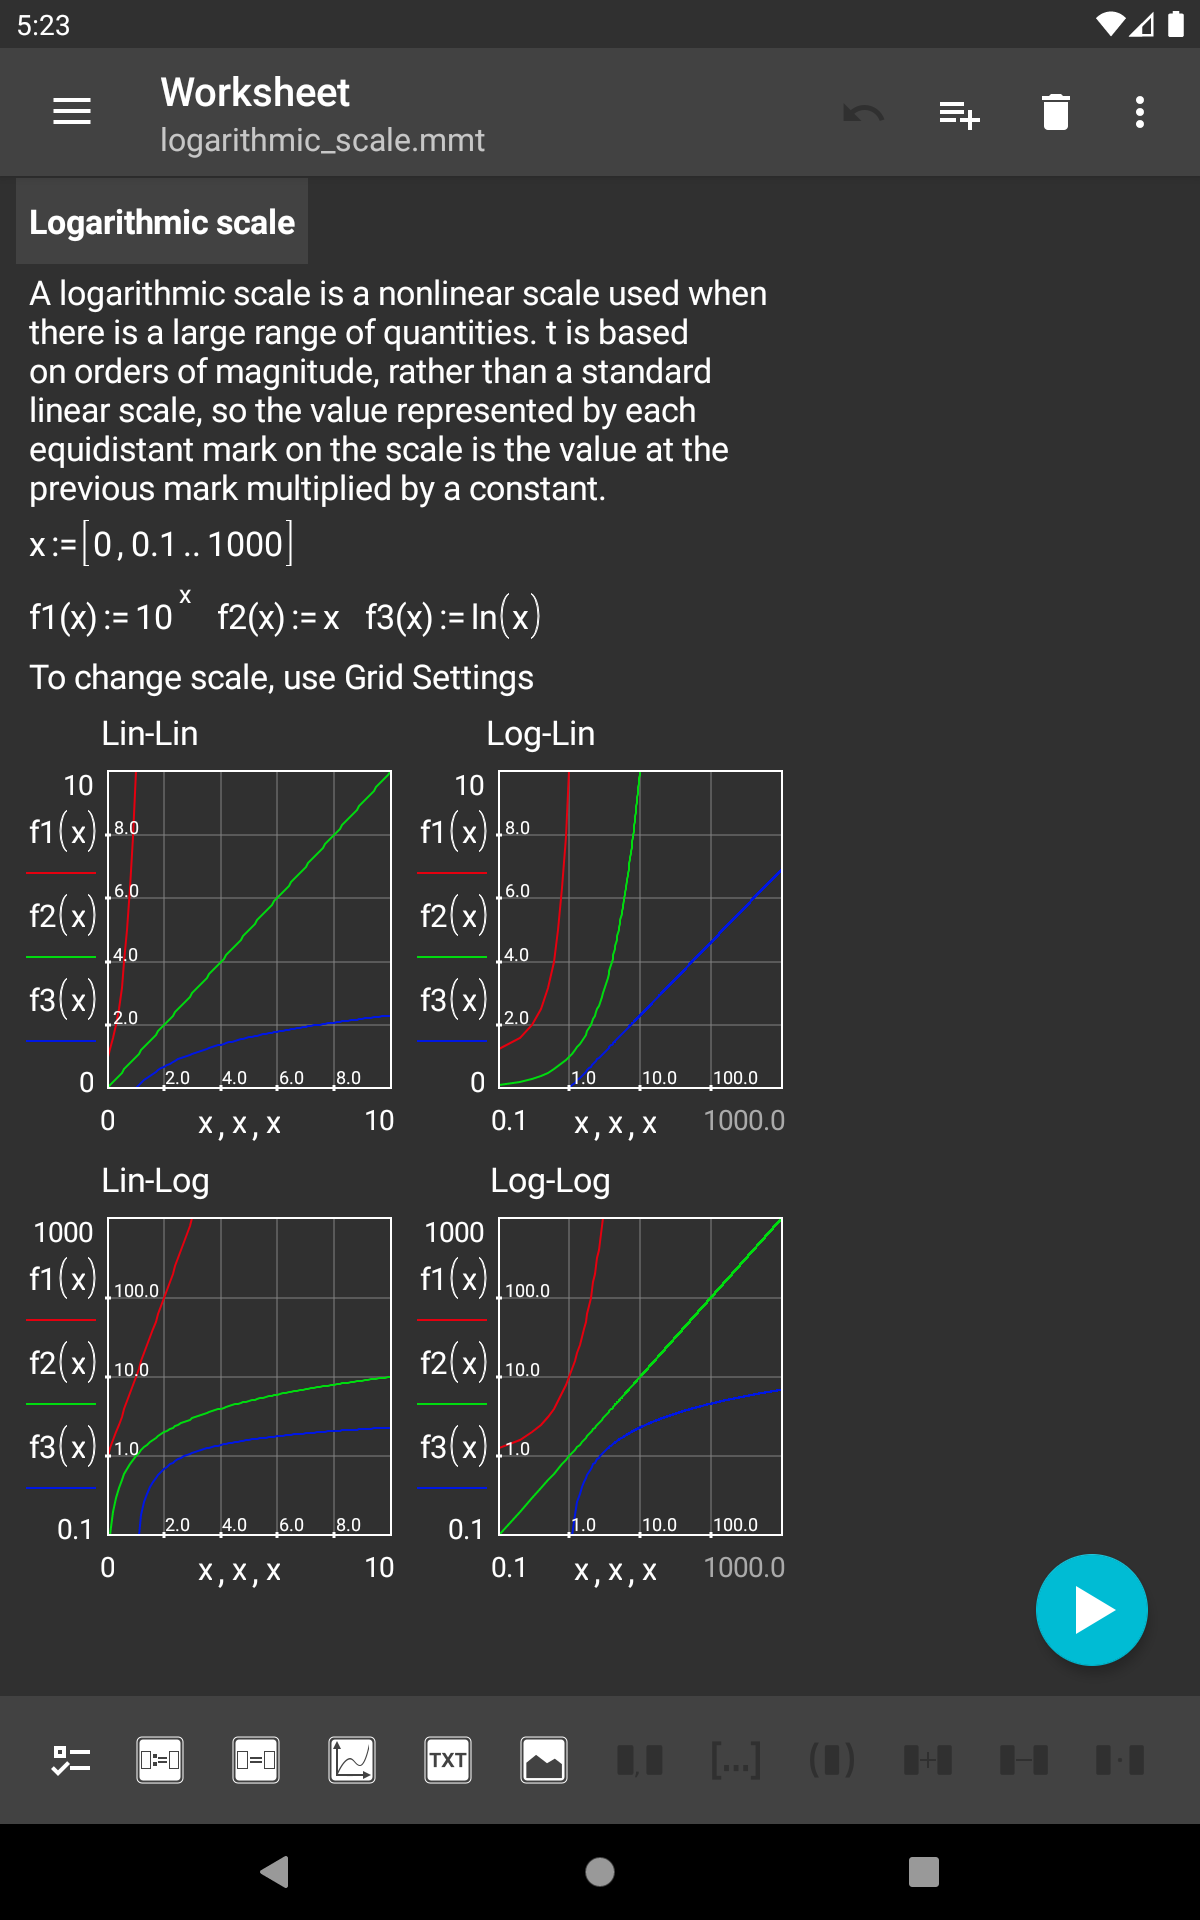 5:23
Worksheet
logarithmic_scale.mmt
Logarithmic scale
A logarithmic scale is a nonlinear scale used when
there is a large range of quantities. t is based
on orders of magnitude, rather than a standard
linear scale, so the value represented by each
equidistant mark on the scale is the value at the
previous mark multiplied by a constant.
x := [0 , 0.1 .. 1000]
f1(x) := 10^x f2(x) := x f3(x) := ln(x)
To change scale, use Grid Settings
Lin-Lin
10
f1(x)
f2(x)
f3(x)
0
8.0
6.0
4.0
2.0
2.0 4.0 6.0 8.0
0 x , x , x 10
Log-Lin
10
f1(x)
f2(x)
f3(x)
0
8.0
6.0
4.0
2.0
1.0 10.0 100.0
0.1 x , x , x 1000.0
Lin-Log
1000
f1(x)
f2(x)
f3(x)
0.1
100.0
10.0
1.0
2.0 4.0 6.0 8.0
0 x , x , x 10
Log-Log
1000
f1(x)
f2(x)
f3(x)
0.1
100.0
10.0
1.0
1.0 10.0 100.0
0.1 x , x , x 1000.0
TXT